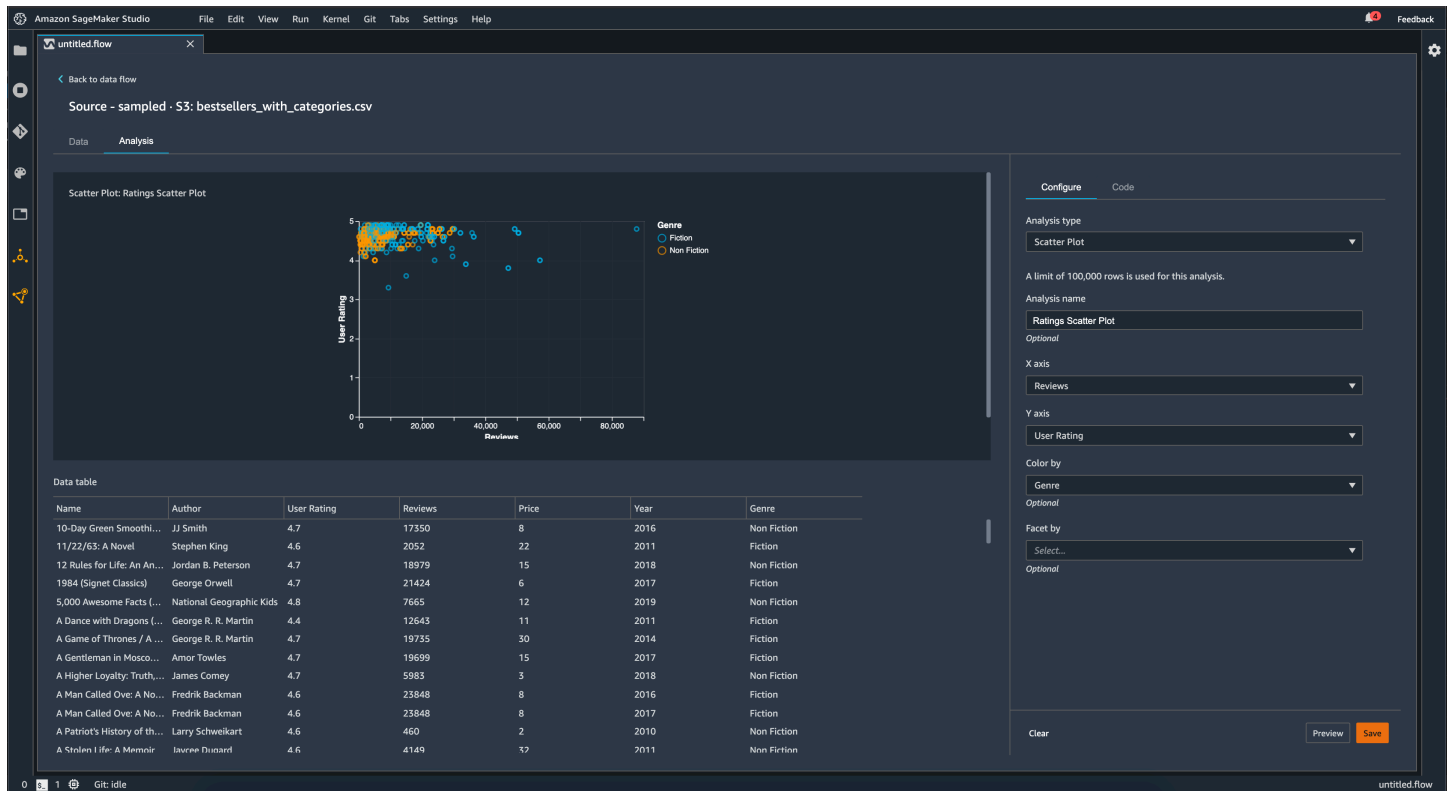 Amazon SageMaker Studio File Edit View Run Kernel Git Tabs Settings Help 4 Feedback
untitled.flow
Back to data flow
Source - sampled · S3: bestsellers_with_categories.csv
Data Analysis
Scatter Plot: Ratings Scatter Plot
5
4
3
2
1
0
User Rating
0 20,000 40,000 60,000 80,000
Reviews
Genre
Fiction
Non Fiction
Data table
Name Author User Rating Reviews Price Year Genre
10-Day Green Smoothi... JJ Smith 4.7 17350 8 2016 Non Fiction
11/22/63: A Novel Stephen King 4.6 2052 22 2011 Fiction
12 Rules for Life: An An... Jordan B. Peterson 4.7 18979 15 2018 Non Fiction
1984 (Signet Classics) George Orwell 4.7 21424 6 2017 Fiction
5,000 Awesome Facts (... National Geographic Kids 4.8 7665 12 2019 Non Fiction
A Dance with Dragons (... George R. R. Martin 4.4 12643 11 2011 Fiction
A Game of Thrones / A ... George R. R. Martin 4.7 19735 30 2014 Fiction
A Gentleman in Mosco... Amor Towles 4.7 19699 15 2017 Fiction
A Higher Loyalty: Truth,... James Comey 4.7 5983 3 2018 Non Fiction
A Man Called Ove: A No... Fredrik Backman 4.6 23848 8 2016 Fiction
A Man Called Ove: A No... Fredrik Backman 4.6 23848 8 2017 Fiction
A Patriot's History of th... Larry Schweikart 4.6 460 2 2010 Non Fiction
A Stolen Life: A Memoir Jaycee Dugard 4.6 4149 32 2011 Non Fiction
Configure Code
Analysis type
Scatter Plot
A limit of 100,000 rows is used for this analysis.
Analysis name
Ratings Scatter Plot
Optional
X axis
Reviews
Y axis
User Rating
Color by
Genre
Optional
Facet by
Select...
Optional
Clear Preview Save
0 $_ 1 Git: idle untitled.flow